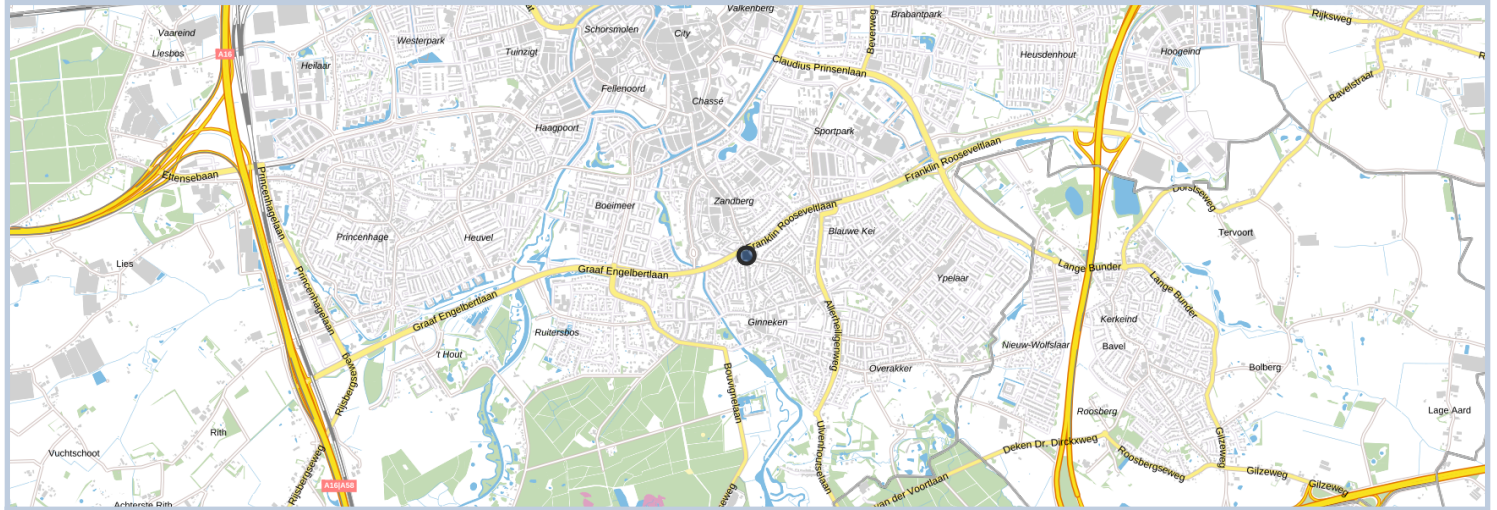 Valkenberg
Brabantpark
Rijksweg
Vaareind
Liesbos
A16
Westerpark
Schorsmolen
City
Tuinzigt
Beverweg
Heusdenhout
Hoogeind
Heilaar
Claudius Prinsenlaan
Fellenoord
Chassé
Bavelstraat
Haagpoort
Sportpark
Franklin Rooseveltlaan
Ettensebaan
Princenhagelaan
Dorstseweg
Boeimeer
Zandberg
Franklin Rooseveltlaan
Blauwe Kei
Tervoort
Princenhage
Heuvel
Lies
Lange Bunder
Graaf Engelbertlaan
Princenhagelaan
Ypelaar
Lange Bunder
Graaf Engelbertlaan
Allerheiligenweg
Ginneken
Kerkeind
Ruitersbos
Nieuw-Wolfslaar
Bavel
't Hout
Rijsbergseweg
Bouvignelaan
Overakker
Bolberg
Roosberg
Lage Aard
Rith
Ulvenhoutselaan
Deken Dr. Dirckxweg
Gilzeweg
Vuchtschoot
Roosbergseweg
Rijsbergseweg
A16|A58
van der Voortlaan
Gilzeweg
Gilzeweg
Achterste Rith
seweg